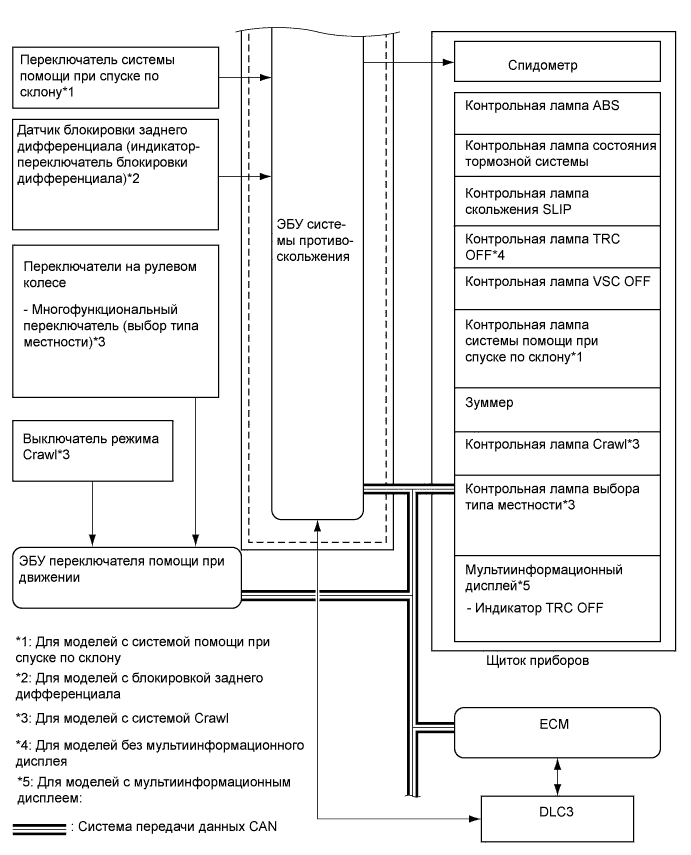 Переключатель системы
помощи при спуске по
склону*1
Датчик блокировки заднего
дифференциала (индикатор-
переключатель блокировки
дифференциала)*2
Переключатели на рулевом
колесе
- Многофункциональный
переключатель (выбор типа
местности)*3
Выключатель режима
Crawl*3
ЭБУ переключателя помощи при
движении
ЭБУ систе-
мы противо-
скольжения
Спидометр
Контрольная лампа ABS
Контрольная лампа состояния
тормозной системы
Контрольная лампа
скольжения SLIP
Контрольная лампа TRC
OFF*4
Контрольная лампа VSC OFF
Контрольная лампа
системы помощи при
спуске по склону*1
Зуммер
Контрольная лампа Crawl*3
Контрольная лампа выбора
типа местности*3
Мультиинформационный
дисплей*5
- Индикатор TRC OFF
Щиток приборов
ECM
DLC3
*1: Для моделей с системой помощи при
спуске по склону
*2: Для моделей с блокировкой заднего
дифференциала
*3: Для моделей с системой Crawl
*4: Для моделей без мультиинформационного
дисплея
*5: Для моделей с мультиинформационным
дисплеем:
: Система передачи данных CAN